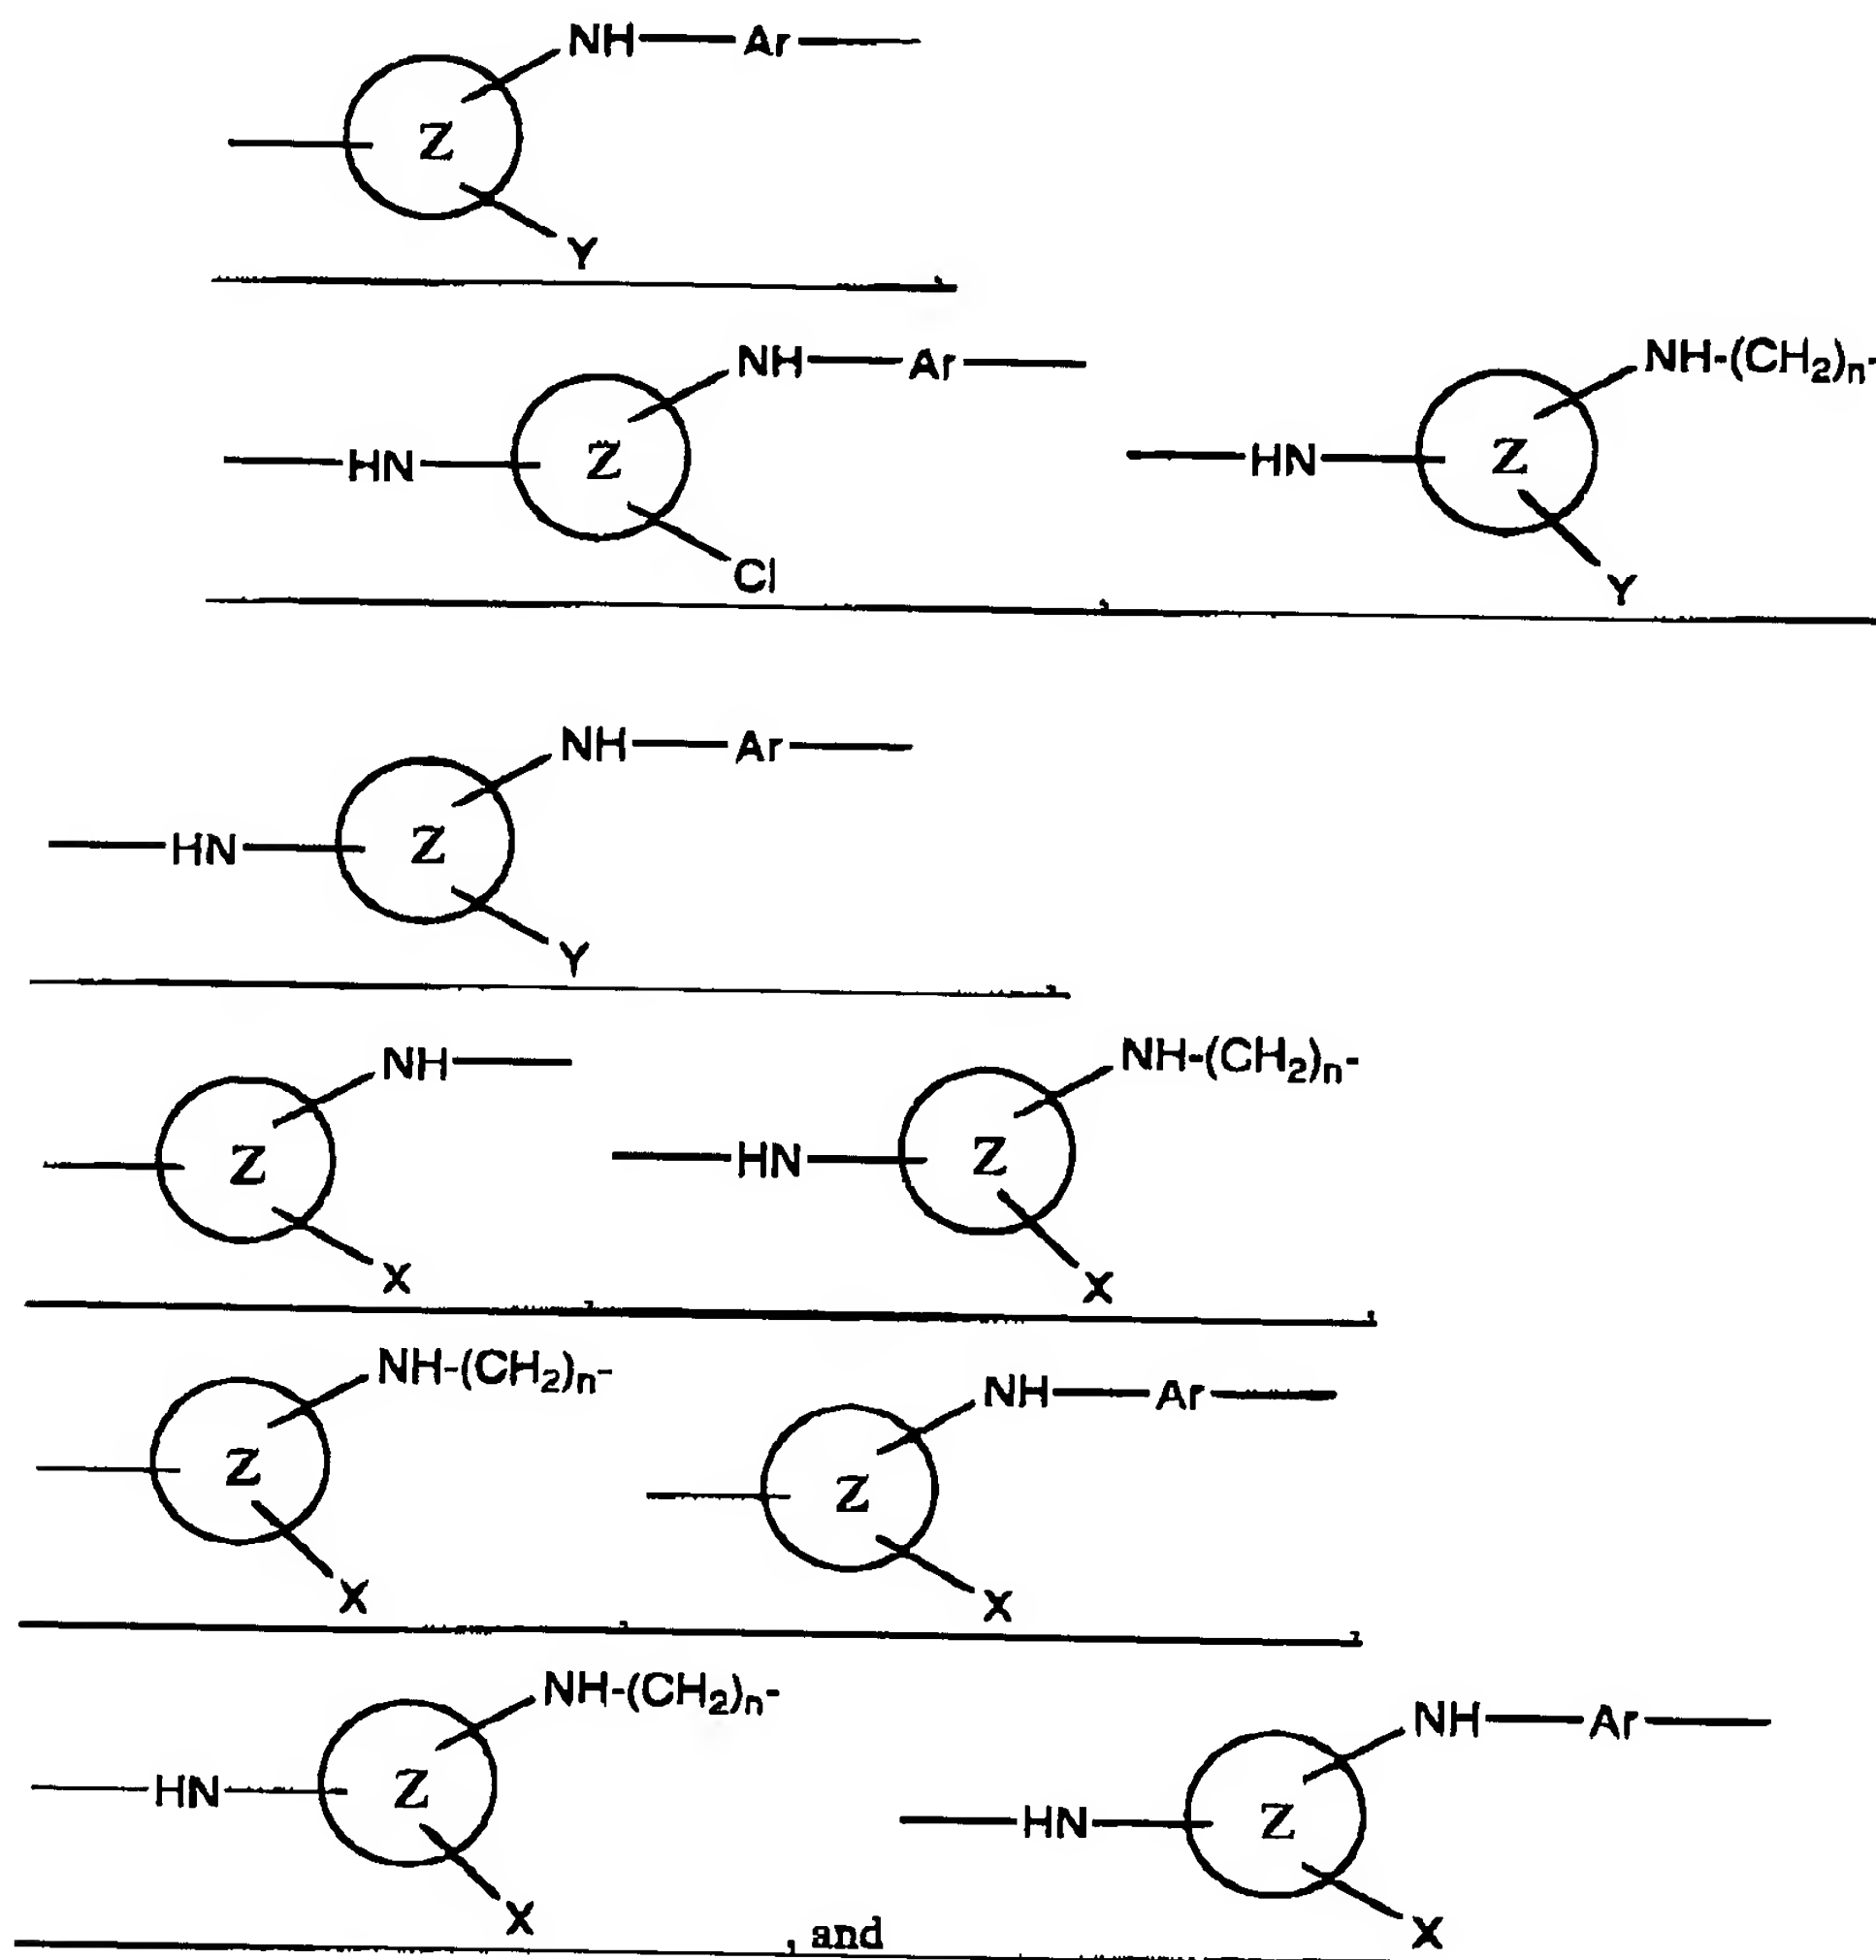 NH—Ar—
Z
Y
,
NH—Ar— NH-(CH2)n-
—HN— Z —HN— Z
Cl Y
,
NH—Ar—
—HN— Z
Y
,
NH— NH-(CH2)n-
Z —HN— Z
X X
, ,
NH-(CH2)n- NH—Ar—
Z Z
X X
, ,
NH-(CH2)n- NH—Ar—
—HN— Z —HN— Z
X X
, and